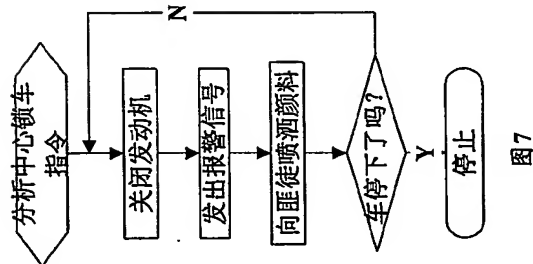 分析中心锁车
指令
关闭发动机
发出报警信号
向匪徒喷洒颜料
车停下了吗?
N
Y
停止
图7